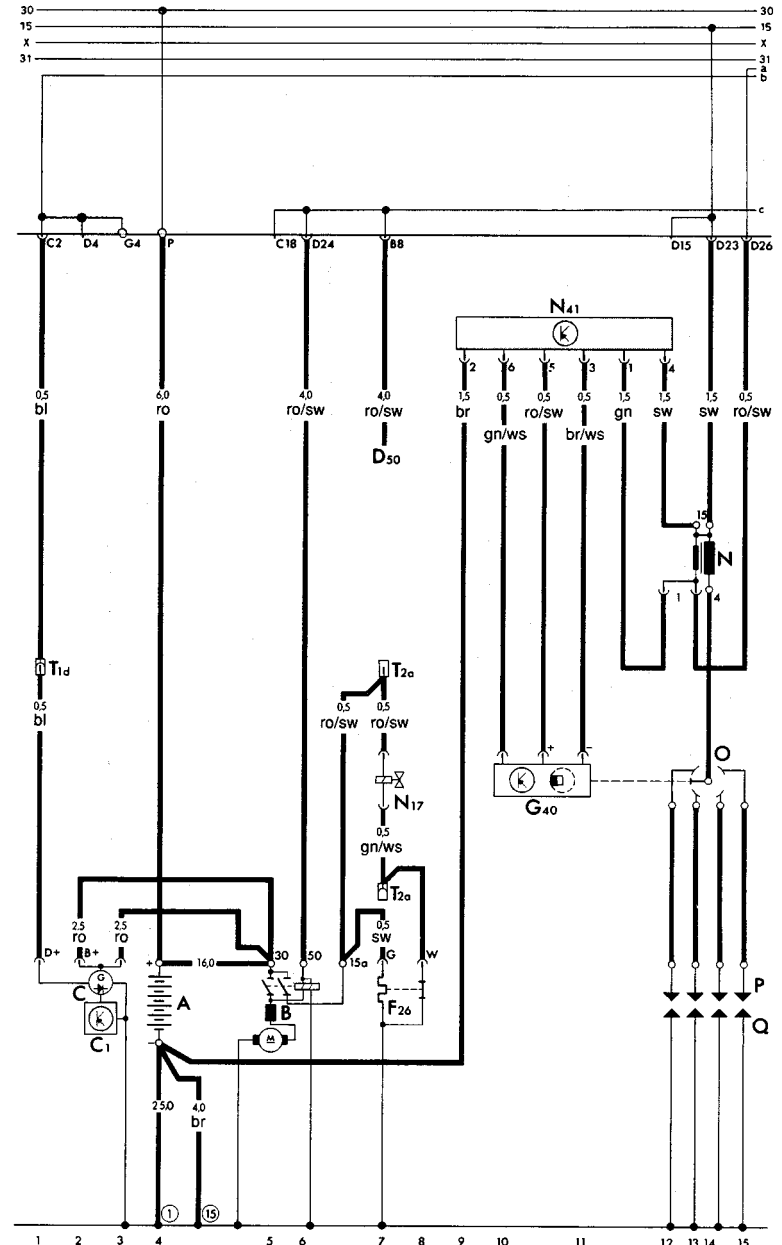 30 30
15 15
X X
31 31
a
b
c
C2 D4 G4 P C18 D24 B8 D15 D23 D26
N41
2 6 5 3 1 4
0,5 6,0 4,0 4,0 1,5 0,5 0,5 0,5 1,5 1,5 1,5 0,5
bl ro ro/sw ro/sw br gn/ws ro/sw br/ws gn sw sw ro/sw
D50
15
N
1 4
T1d T2a
0,5 0,5 0,5
bl ro/sw ro/sw
+ −
O
G40
N17
0,5
gn/ws
T2a
2,5 2,5 0,5
ro ro sw
D+ B+ + 16,0 30 50 15a G W
G
C A B F26 P
C1 M Q
−
25,0 4,0
br
1 15
1 2 3 4 5 6 7 8 9 10 11 12 13 14 15